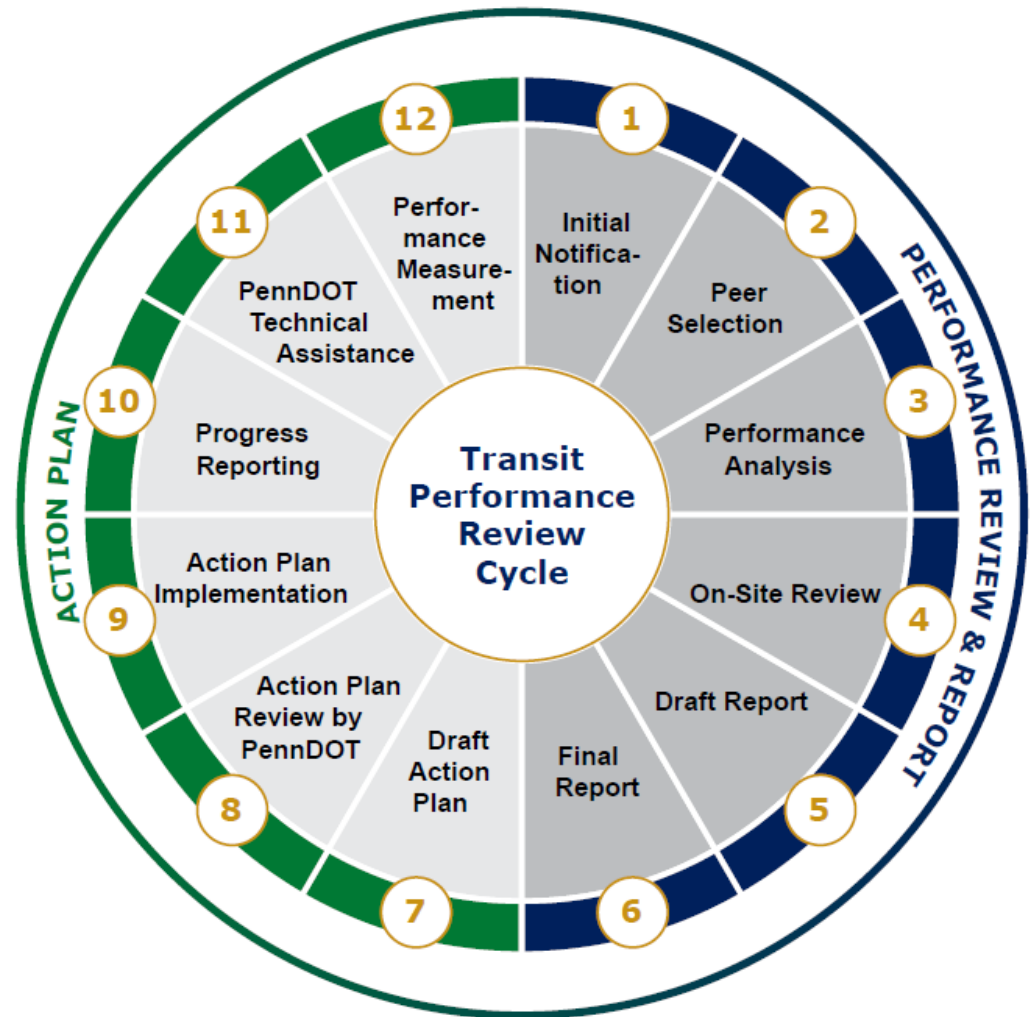 Transit
Performance
Review
Cycle
PERFORMANCE REVIEW & REPORT
1
Initial
Notifica-
tion
2
Peer
Selection
3
Performance
Analysis
4
On-Site Review
5
Draft Report
6
Final
Report
ACTION PLAN
7
Draft
Action
Plan
8
Action Plan
Review by
PennDOT
9
Action Plan
Implementation
10
Progress
Reporting
11
PennDOT
Technical
Assistance
12
Perfor-
mance
Measure-
ment